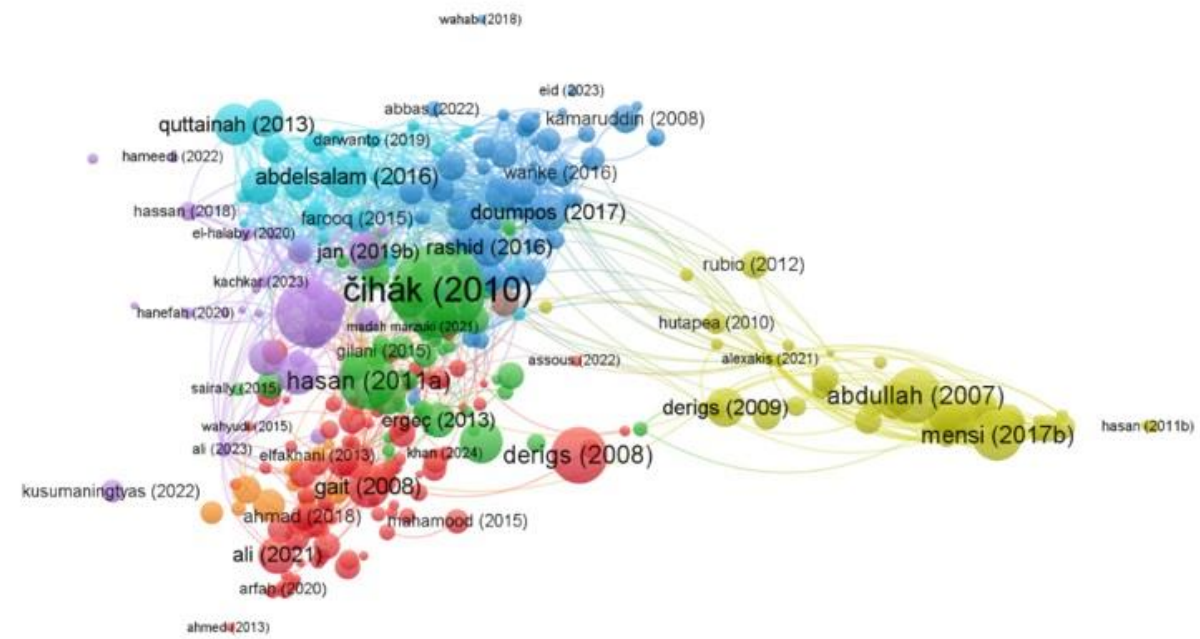 wahab (2018)
eid (2023)
abbas (2022)
kamaruddin (2008)
quttainah (2013)
darwanto (2019)
hameedi (2022)
wanke (2016)
abdelsalam (2016)
hassan (2018)
farooq (2015)
doumpos (2017)
el-halaby (2020)
jan (2019b)
rashid (2016)
rubio (2012)
kachkar (2023)
čihák (2010)
hanefah (2020)
madah marzuki (2021)
hutapea (2010)
gilani (2015)
assous (2022)
alexakis (2021)
sairally (2015)
hasan (2011a)
abdullah (2007)
derigs (2009)
ergeç (2013)
wahyudi (2015)
mensi (2017b)
hasan (2011b)
ali (2023)
elfakhani (2013)
khan (2024)
derigs (2008)
kusumaningtyas (2022)
gait (2008)
ahmad (2018)
mahamood (2015)
ali (2021)
arfah (2020)
ahmed (2013)